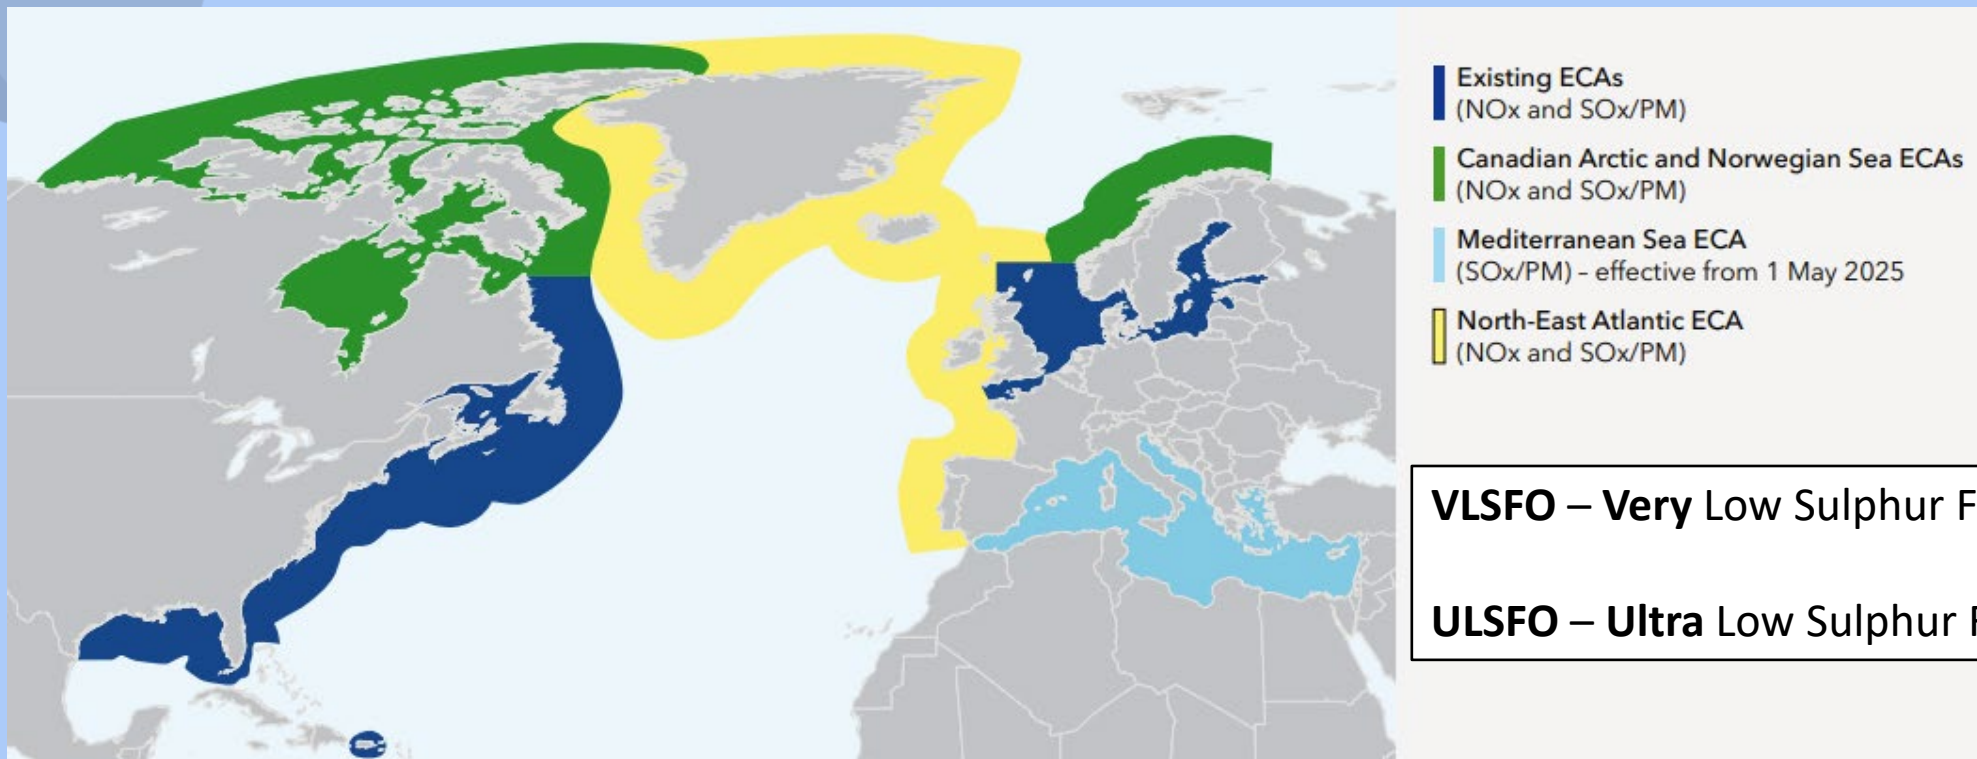 Existing ECAs
(NOx and SOx/PM)
Canadian Arctic and Norwegian Sea ECAs
(NOx and SOx/PM)
Mediterranean Sea ECA
(SOx/PM) – effective from 1 May 2025
North-East Atlantic ECA
(NOx and SOx/PM)
VLSFO – Very Low Sulphur F
ULSFO – Ultra Low Sulphur